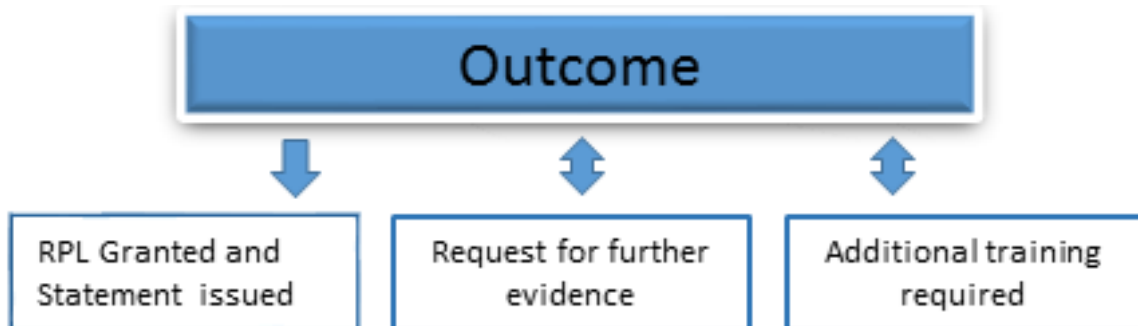 Outcome
RPL Granted and
Statement issued
Request for further
evidence
Additional training
required